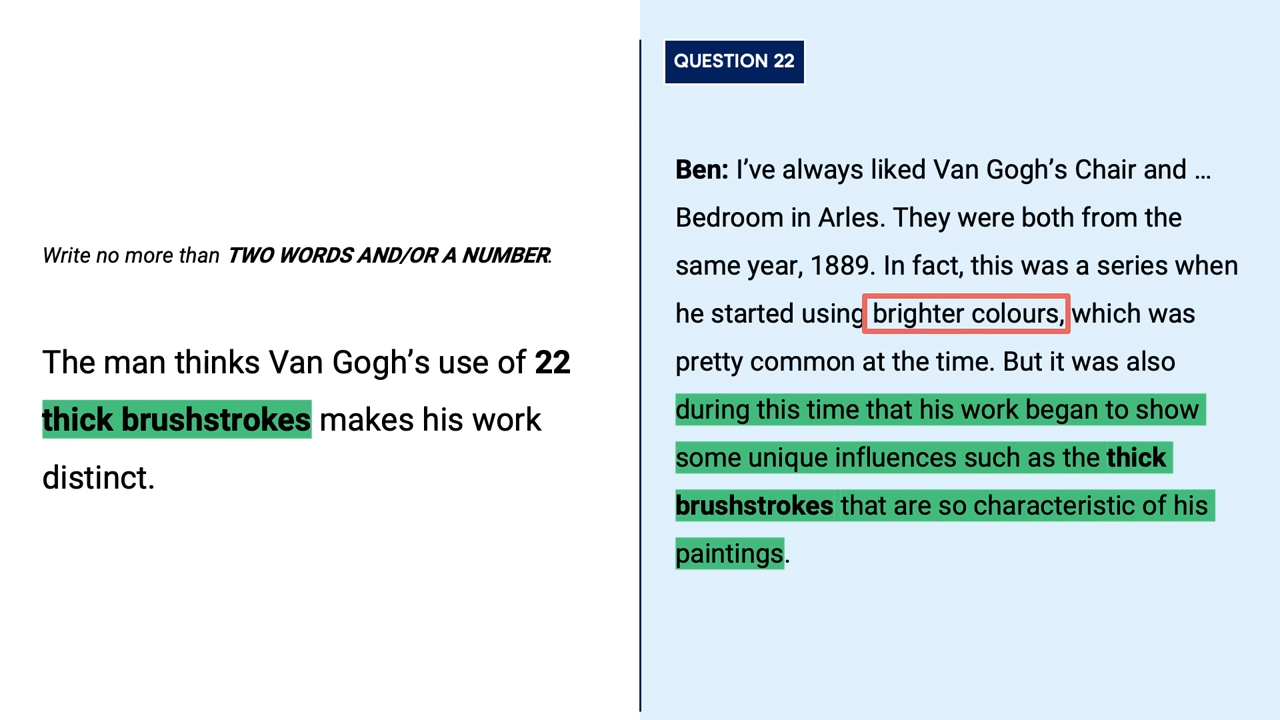 Write no more than TWO WORDS AND/OR A NUMBER.
The man thinks Van Gogh’s use of 22
thick brushstrokes makes his work
distinct.
QUESTION 22
Ben: I’ve always liked Van Gogh’s Chair and ...
Bedroom in Arles. They were both from the
same year, 1889. In fact, this was a series when
he started using brighter colours, which was
pretty common at the time. But it was also
during this time that his work began to show
some unique influences such as the thick
brushstrokes that are so characteristic of his
paintings.